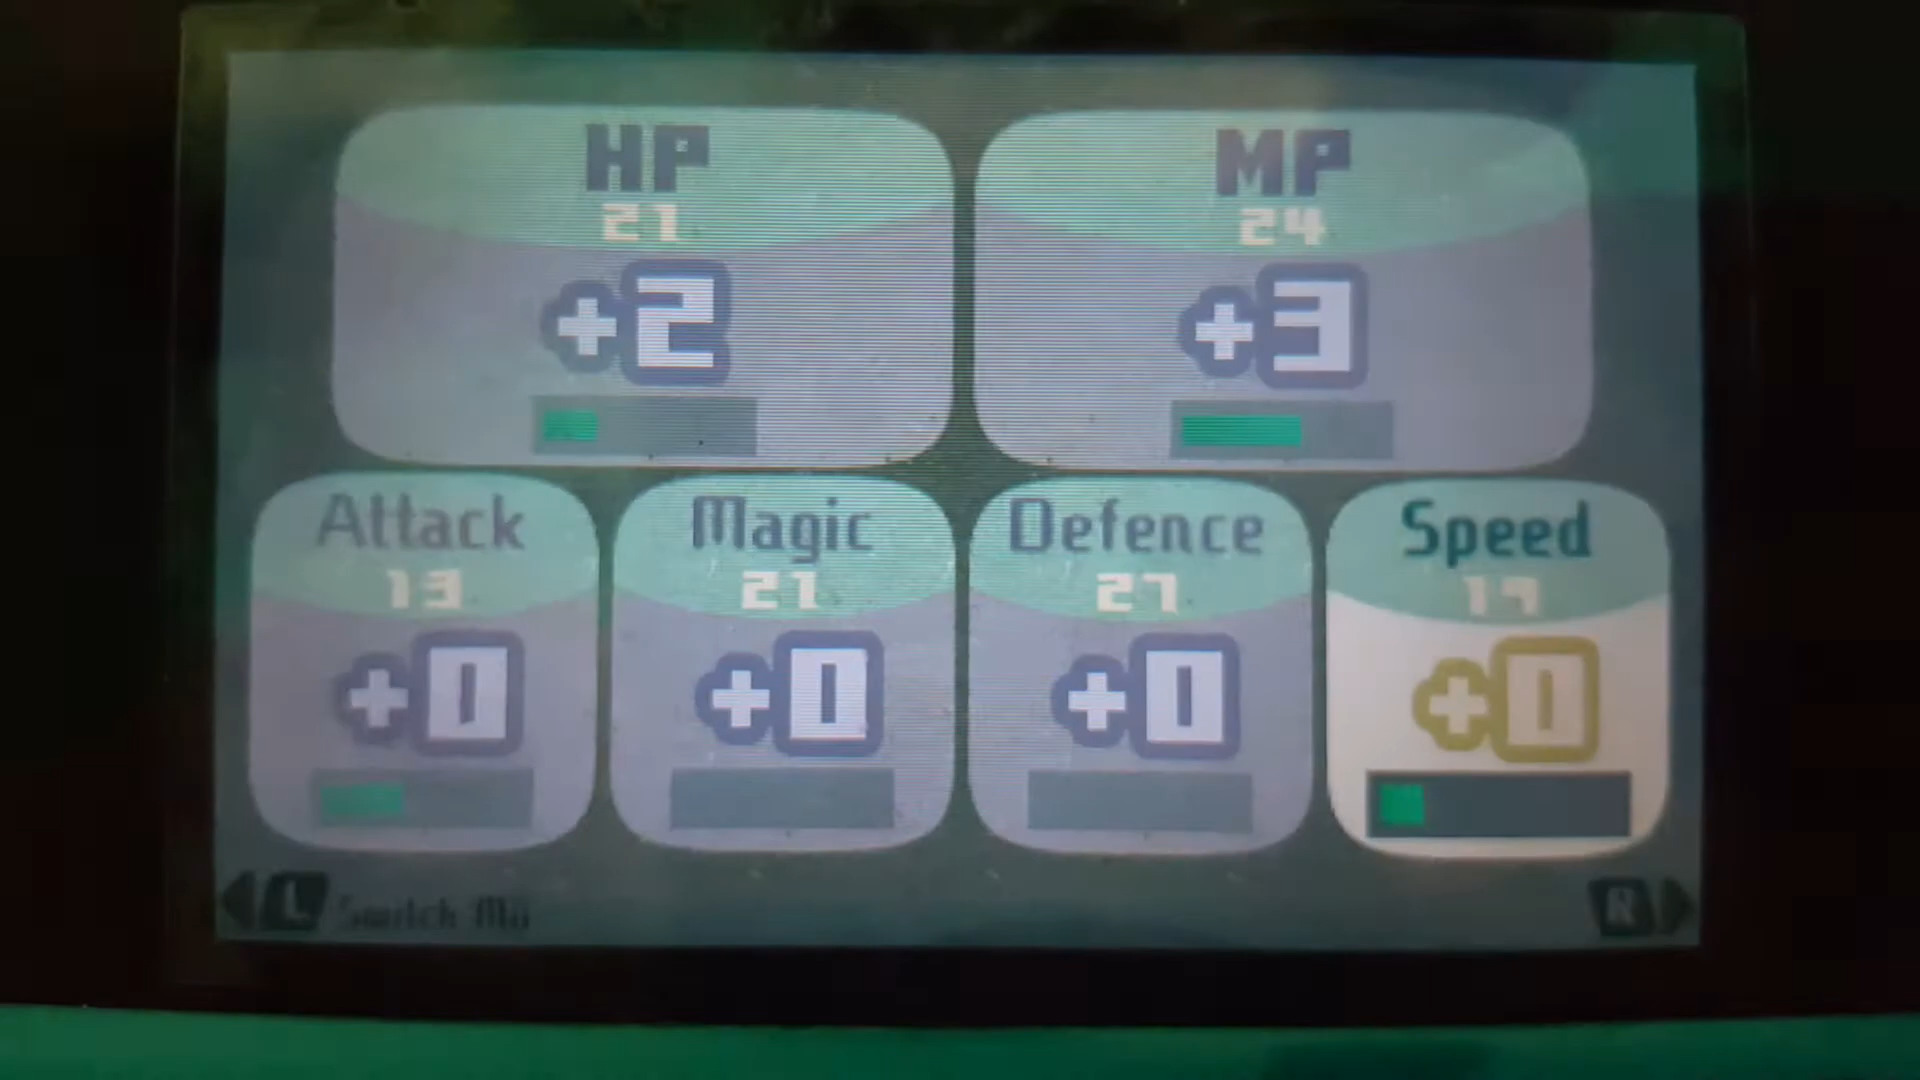 HP
21
+2
MP
24
+3
Attack
13
+0
Magic
21
+0
Defence
27
+0
Speed
17
+0
L Switch Mii
R